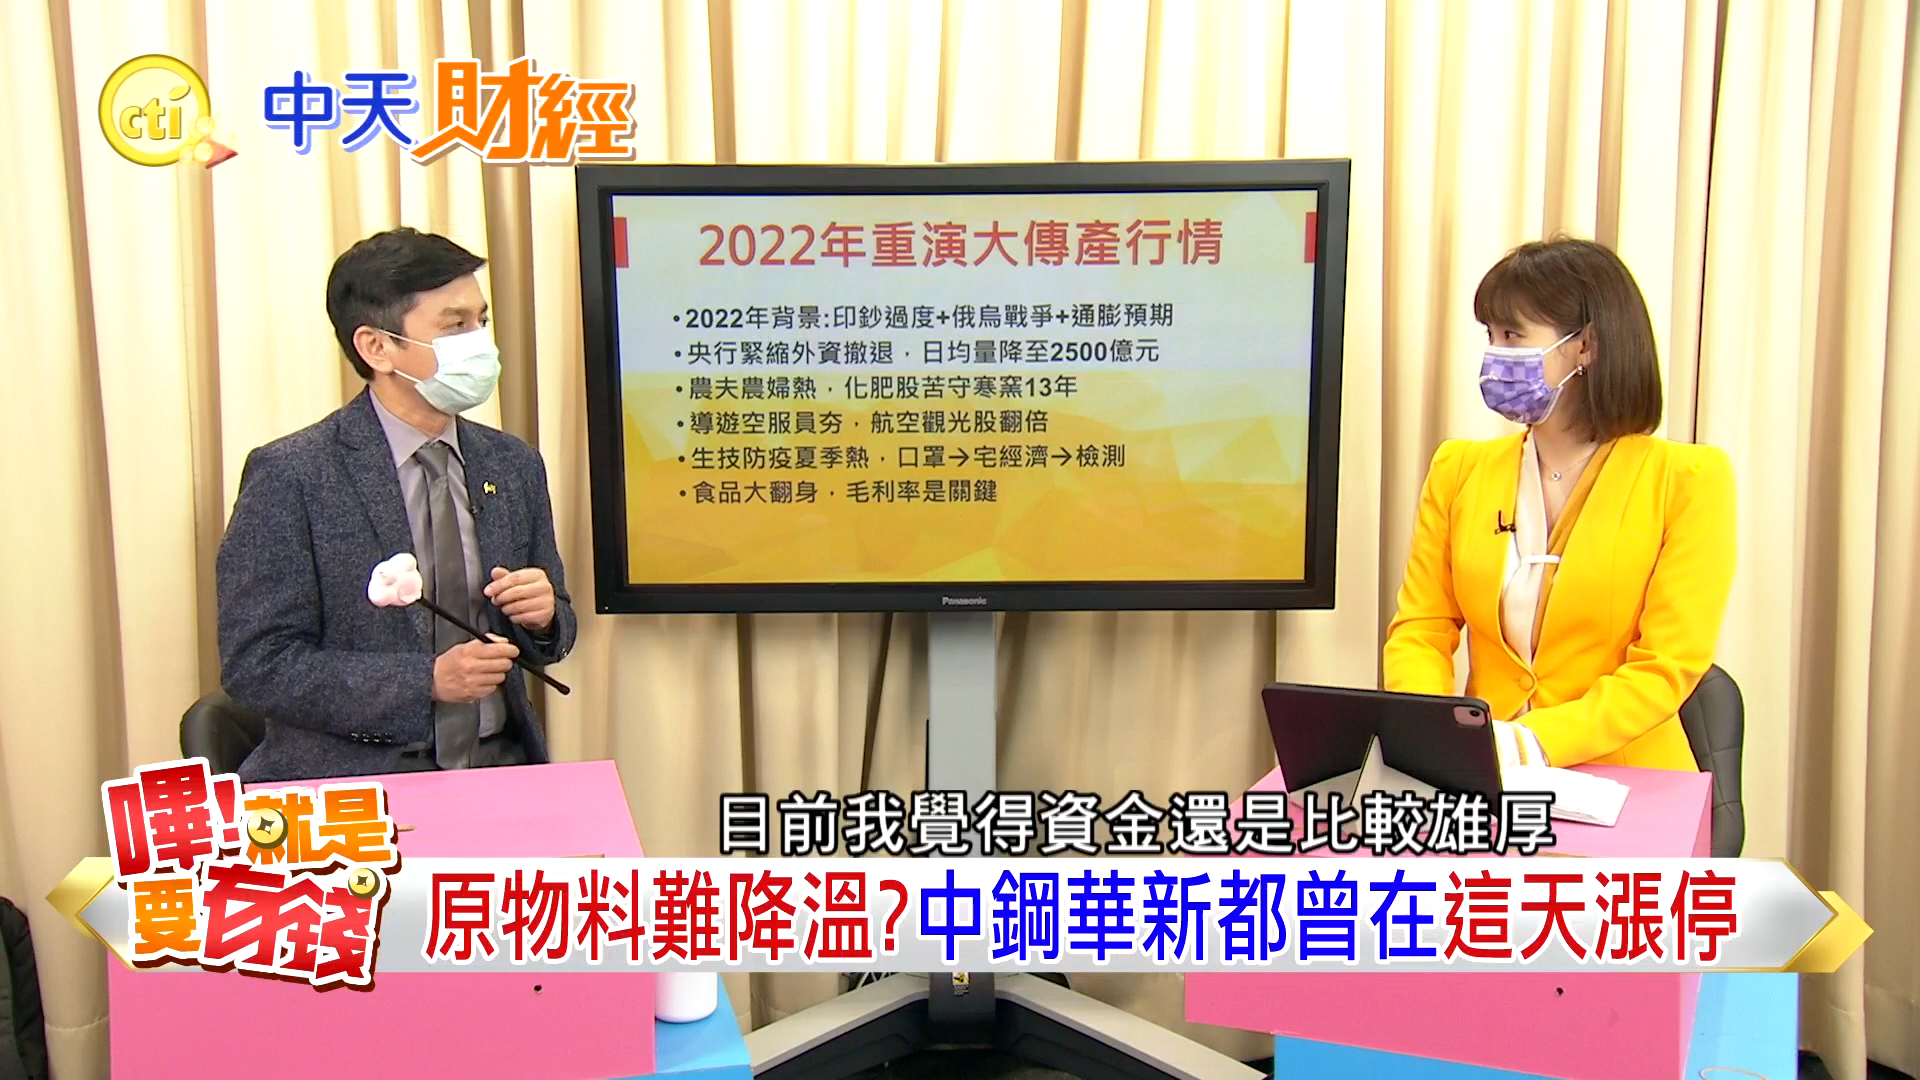 cti
中天財經
2022年重演大傳產行情
•2022年背景:印鈔過度+俄烏戰爭+通膨預期
•央行緊縮外資撤退，日均量降至2500億元
•農夫農婦熱，化肥股苦守寒窯13年
•導遊空服員夯，航空觀光股翻倍
•生技防疫夏季熱，口罩→宅經濟→檢測
•食品大翻身，毛利率是關鍵
Panasonic
目前我覺得資金還是比較雄厚
嗶!就是
要有錢
原物料難降溫?中鋼華新都曾在這天漲停